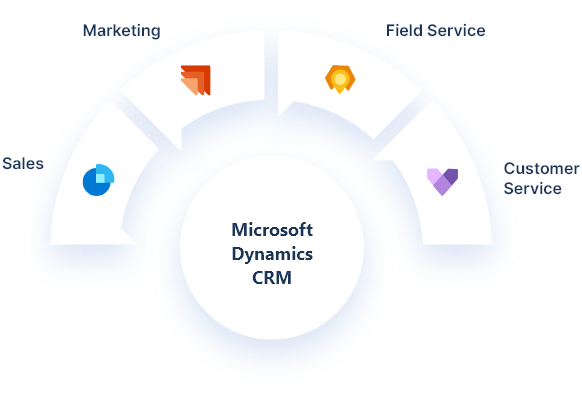 Marketing
Field Service
Sales
Customer
Service
Microsoft
Dynamics
CRM